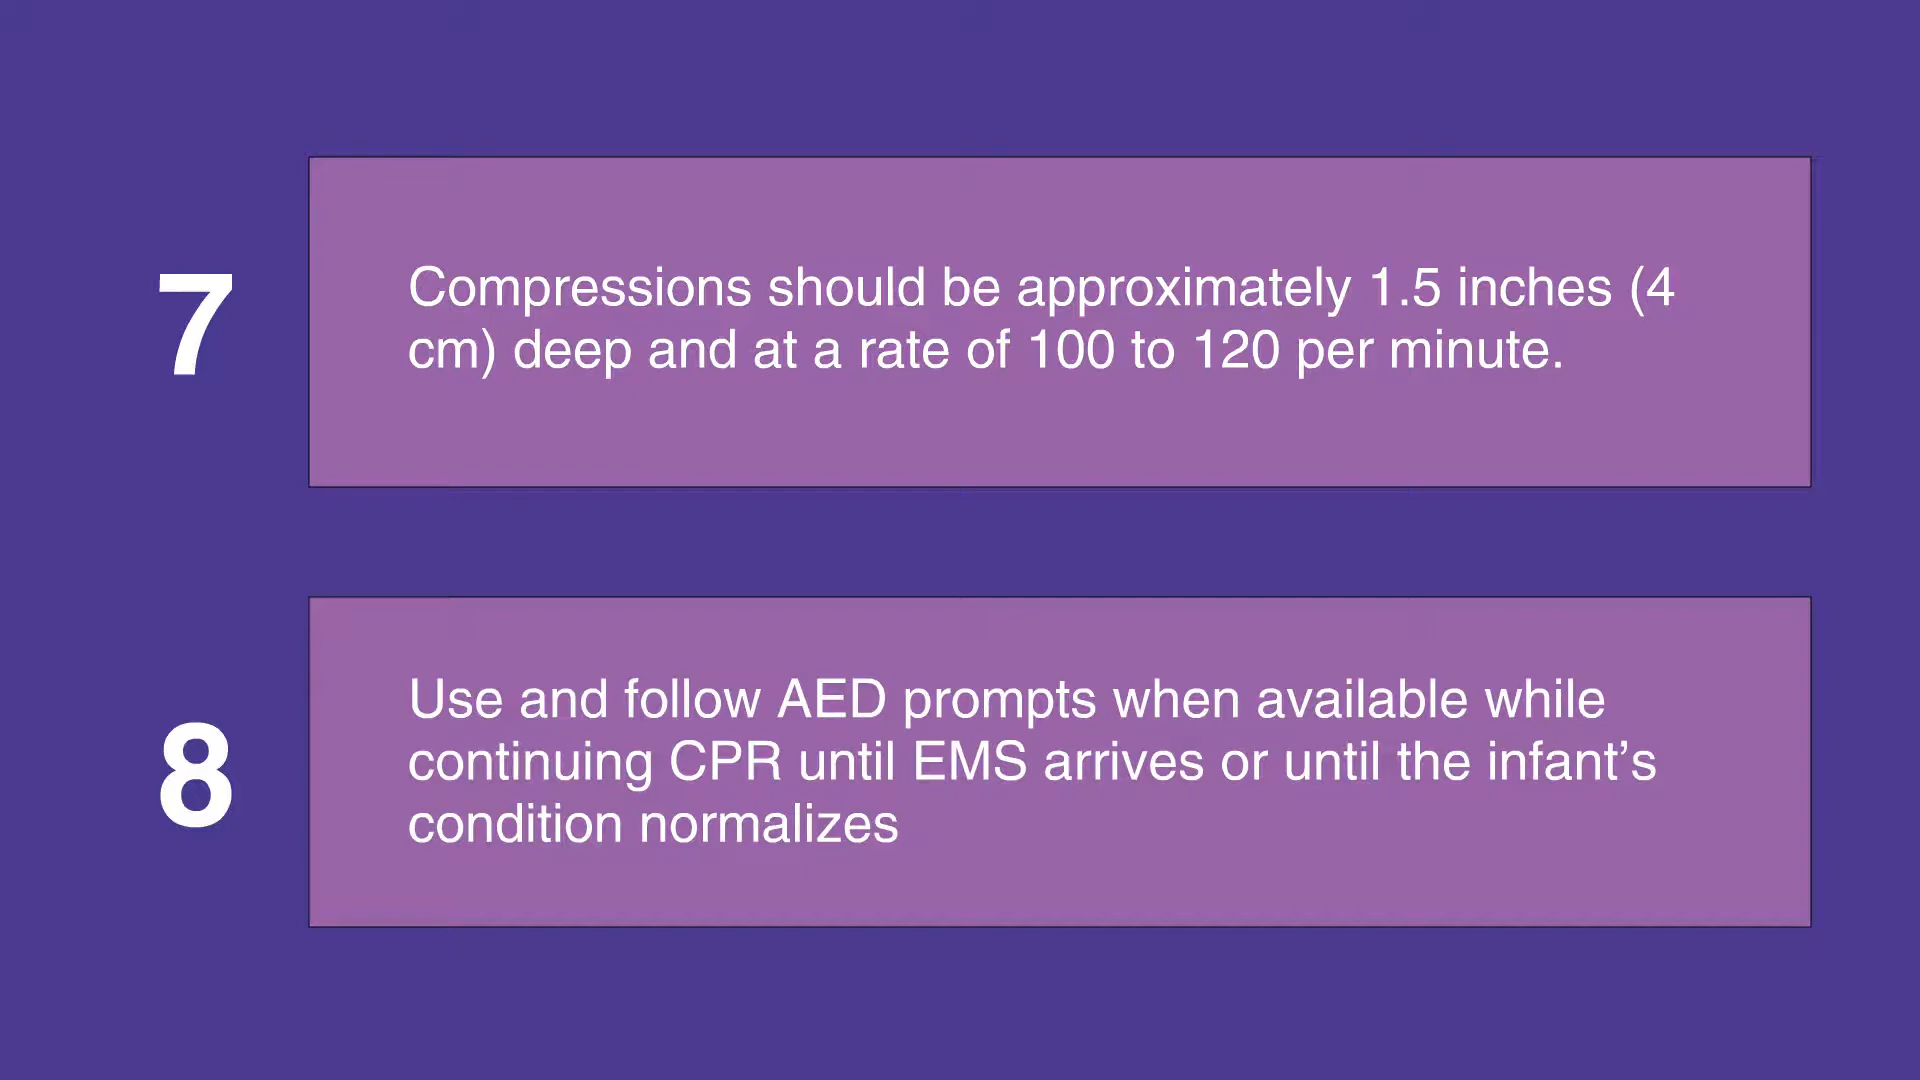 7
Compressions should be approximately 1.5 inches (4
cm) deep and at a rate of 100 to 120 per minute.
8
Use and follow AED prompts when available while
continuing CPR until EMS arrives or until the infant’s
condition normalizes